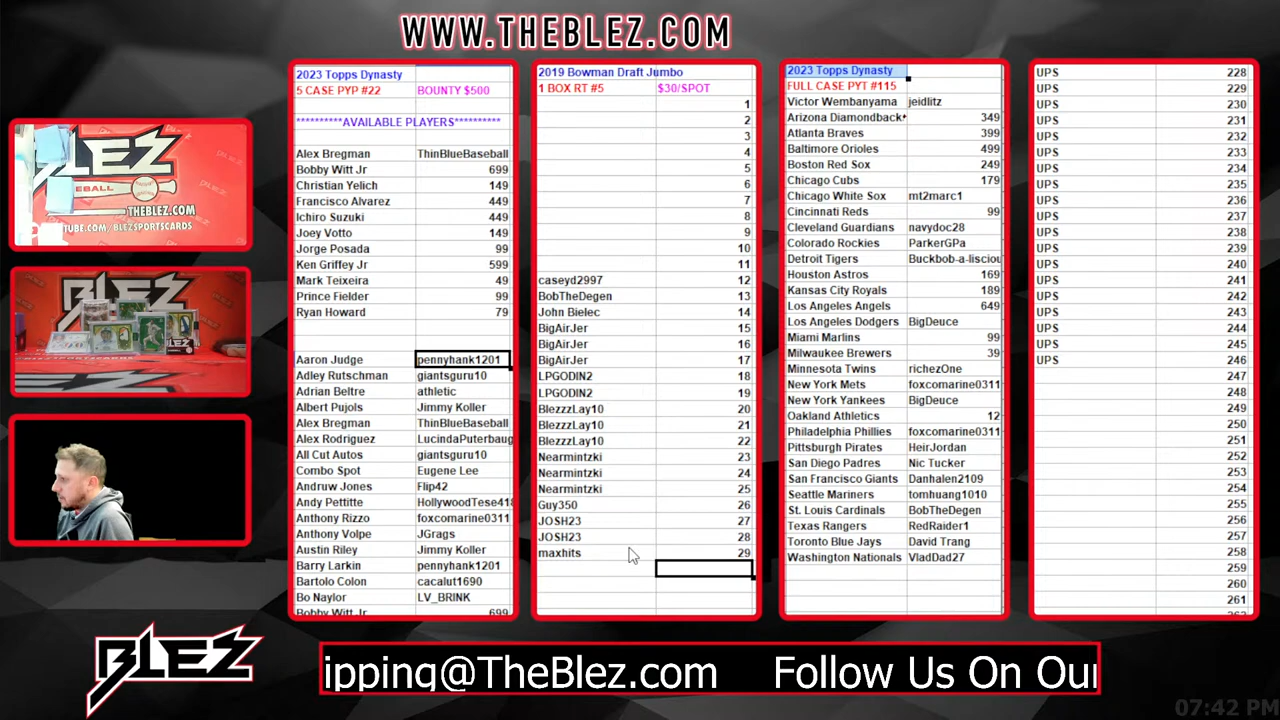 WWW.THEBLEZ.COM
BLEZ
BASEBALL
THEBLEZ.COM
YOUTUBE.COM/BLEZSPORTSCARDS
2023 Topps Dynasty
5 CASE PYP #22 BOUNTY $500
**********AVAILABLE PLAYERS**********
Alex Bregman ThinBlueBaseball
Bobby Witt Jr 699
Christian Yelich 149
Francisco Alvarez 449
Ichiro Suzuki 449
Joey Votto 149
Jorge Posada 99
Ken Griffey Jr 599
Mark Teixeira 49
Prince Fielder 99
Ryan Howard 79
Aaron Judge pennyhank1201
Adley Rutschman giantsguru10
Adrian Beltre athletic
Albert Pujols Jimmy Koller
Alex Bregman ThinBlueBaseball
Alex Rodriguez LucindaPuterbaug
All Cut Autos giantsguru10
Combo Spot Eugene Lee
Andruw Jones Flip42
Andy Pettitte HollywoodTese418
Anthony Rizzo foxcomarine0311
Anthony Volpe JGrags
Austin Riley Jimmy Koller
Barry Larkin pennyhank1201
Bartolo Colon cacalut1690
Bo Naylor LV_BRINK
Bobby Witt Jr 699
2019 Bowman Draft Jumbo
1 BOX RT #5 $30/SPOT
1
2
3
4
5
6
7
8
9
10
11
caseyd2997 12
BobTheDegen 13
John Bielec 14
BigAirJer 15
BigAirJer 16
BigAirJer 17
LPGODIN2 18
LPGODIN2 19
BlezzzLay10 20
BlezzzLay10 21
BlezzzLay10 22
Nearmintzki 23
Nearmintzki 24
Nearmintzki 25
Guy350 26
JOSH23 27
JOSH23 28
maxhits 29
2023 Topps Dynasty
FULL CASE PYT #115
Victor Wembanyama jeidlitz
Arizona Diamondback 349
Atlanta Braves 399
Baltimore Orioles 499
Boston Red Sox 249
Chicago Cubs 179
Chicago White Sox mt2marc1
Cincinnati Reds 99
Cleveland Guardians navydoc28
Colorado Rockies ParkerGPa
Detroit Tigers Buckbob-a-lisciou
Houston Astros 169
Kansas City Royals 189
Los Angeles Angels 649
Los Angeles Dodgers BigDeuce
Miami Marlins 99
Milwaukee Brewers 39
Minnesota Twins richezOne
New York Mets foxcomarine0311
New York Yankees BigDeuce
Oakland Athletics 12
Philadelphia Phillies foxcomarine0311
Pittsburgh Pirates HeirJordan
San Diego Padres Nic Tucker
San Francisco Giants Danhalen2109
Seattle Mariners tomhuang1010
St. Louis Cardinals BobTheDegen
Texas Rangers RedRaider1
Toronto Blue Jays David Trang
Washington Nationals VladDad27
UPS 228
UPS 229
UPS 230
UPS 231
UPS 232
UPS 233
UPS 234
UPS 235
UPS 236
UPS 237
UPS 238
UPS 239
UPS 240
UPS 241
UPS 242
UPS 243
UPS 244
UPS 245
UPS 246
247
248
249
250
251
252
253
254
255
256
257
258
259
260
261
BLEZ
ipping@TheBlez.com Follow Us On Our
07:42 PM